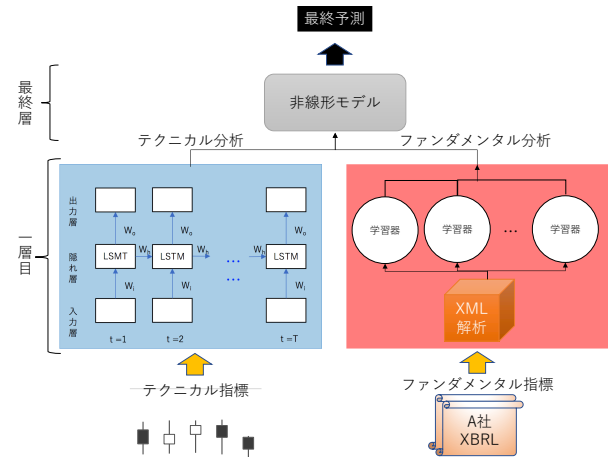 最終予測
最終層
非線形モデル
テクニカル分析
ファンダメンタル分析
一層目
出力層
Wo Wo Wo
隠れ層
LSMT Wh LSTM Wh ... Wh LSTM
...
Wi Wi Wi
入力層
t =1 t =2 t =T
学習器 学習器 ... 学習器
XML
解析
テクニカル指標
ファンダメンタル指標
A社
XBRL